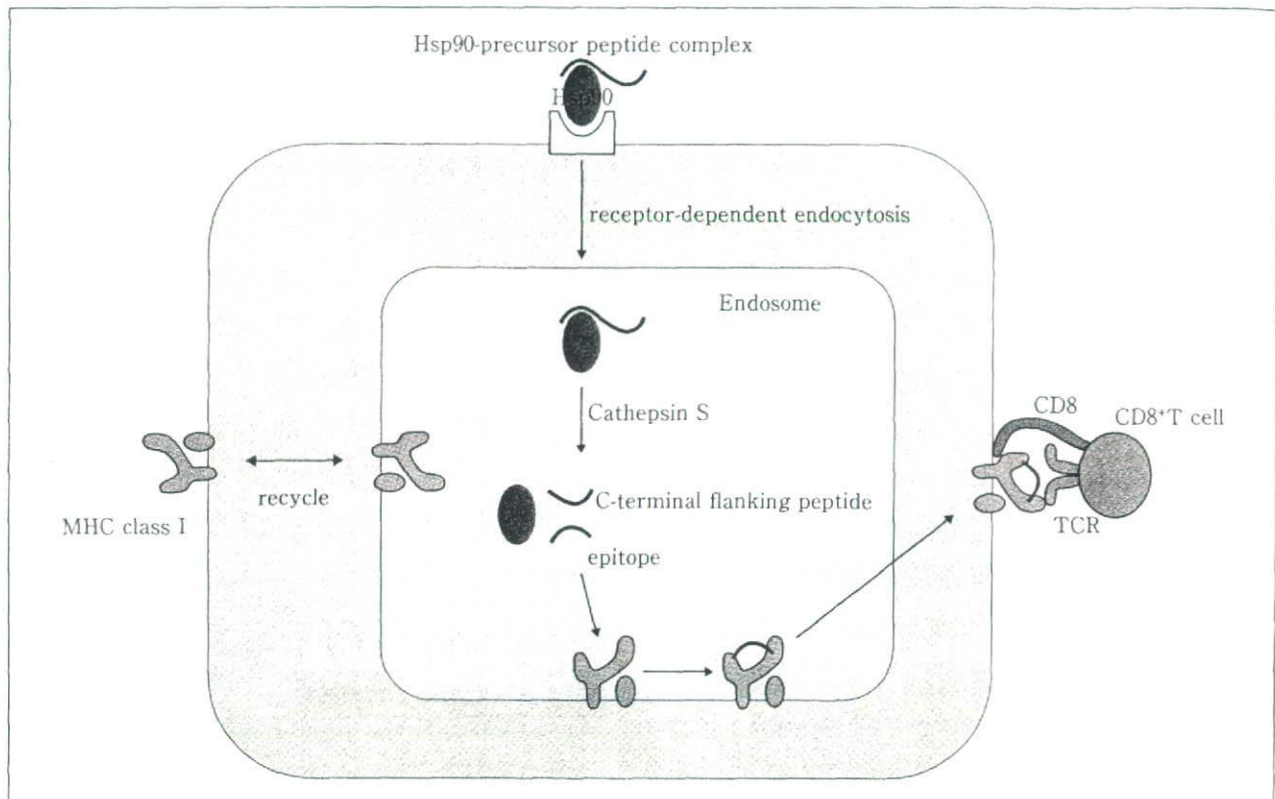 Hsp90-precursor peptide complex
Hsp90
receptor-dependent endocytosis
Endosome
Cathepsin S
CD8
CD8⁺T cell
C-terminal flanking peptide
recycle
MHC class I
TCR
epitope